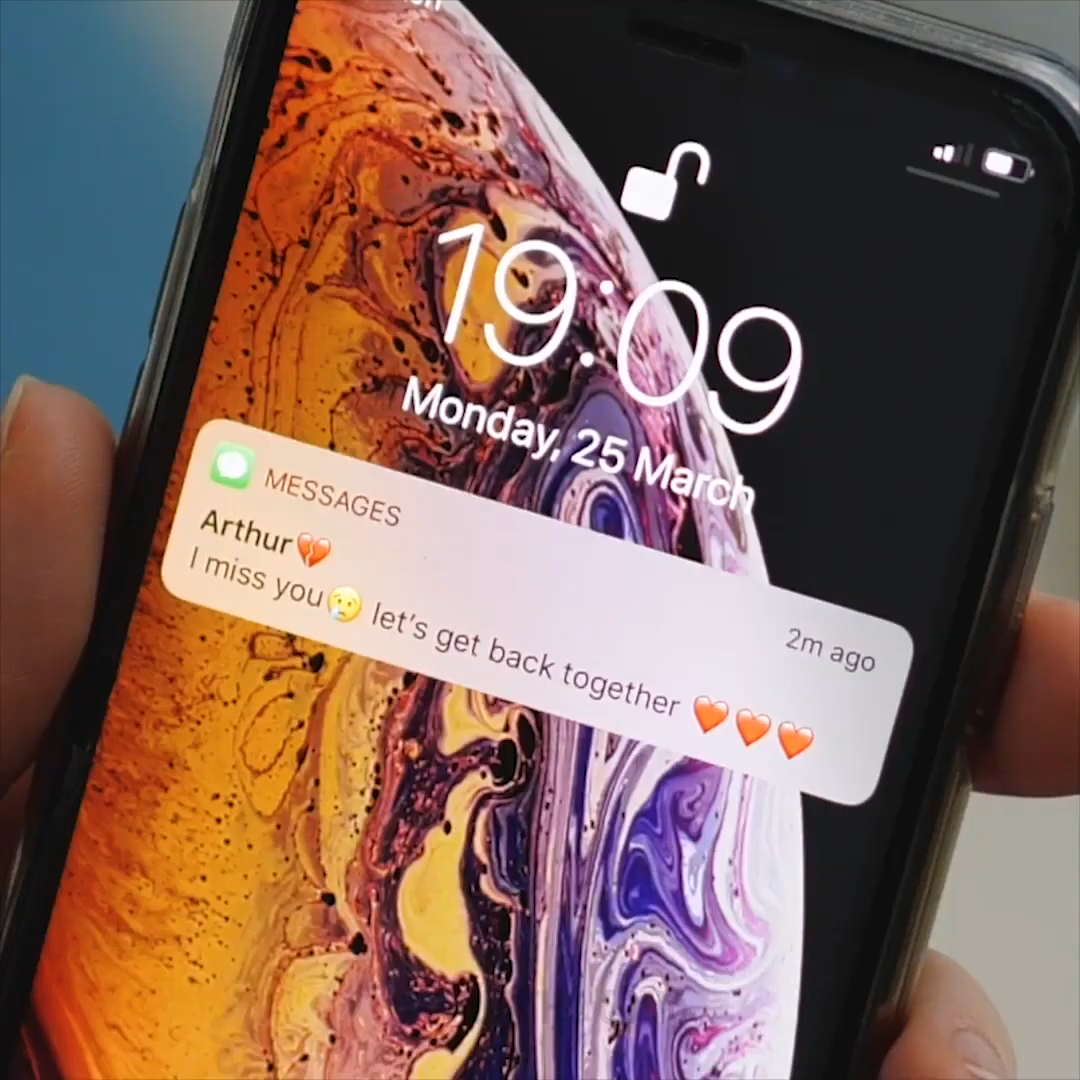 19:09
Monday, 25 March
MESSAGES
Arthur💔
2m ago
I miss you😢 let's get back together ❤️❤️❤️